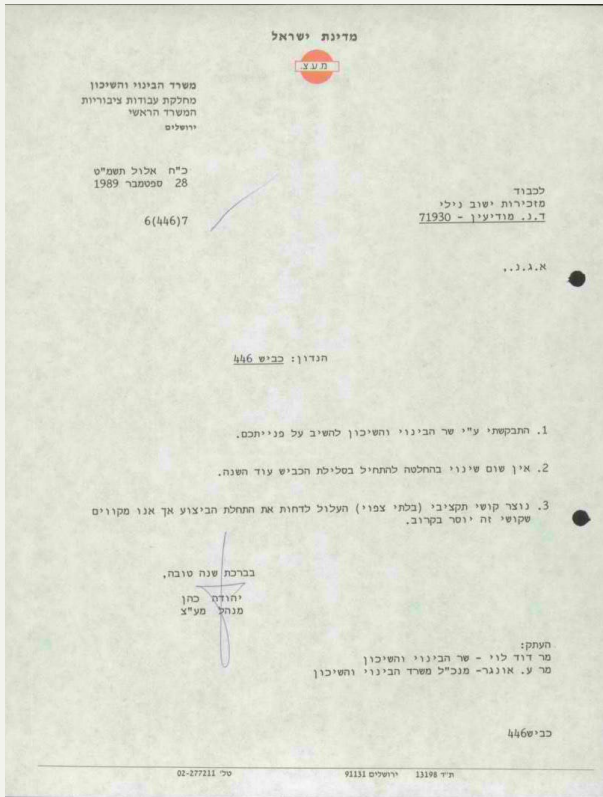 מדינת ישראל
מ.ע.צ.
משרד הבינוי והשיכון
מחלקת עבודות ציבוריות
המשרד הראשי
ירושלים
כ"ח אלול תשמ"ט
28 ספטמבר 1989
6(446)7
לכבוד
מזכירות ישוב נילי
ד.נ. מודיעין - 71930
א.ג.נ.,
הנדון: כביש 446
1. התבקשתי ע"י שר הבינוי והשיכון להשיב על פנייתכם.
2. אין שום שינוי בהחלטה להתחיל בסלילת הכביש עוד השנה.
3. נוצר קושי תקציבי (בלתי צפוי) העלול לדחות את התחלת הביצוע אך אנו מקווים
שקושי זה יוסר בקרוב.
בברכת שנה טובה,
יהודה כהן
מנהל מע"צ
העתק:
מר דוד לוי - שר הבינוי והשיכון
מר ע. אונגר- מנכ"ל משרד הבינוי והשיכון
כביש446
ת"ד 13198 ירושלים 91131 טל' 02-277211